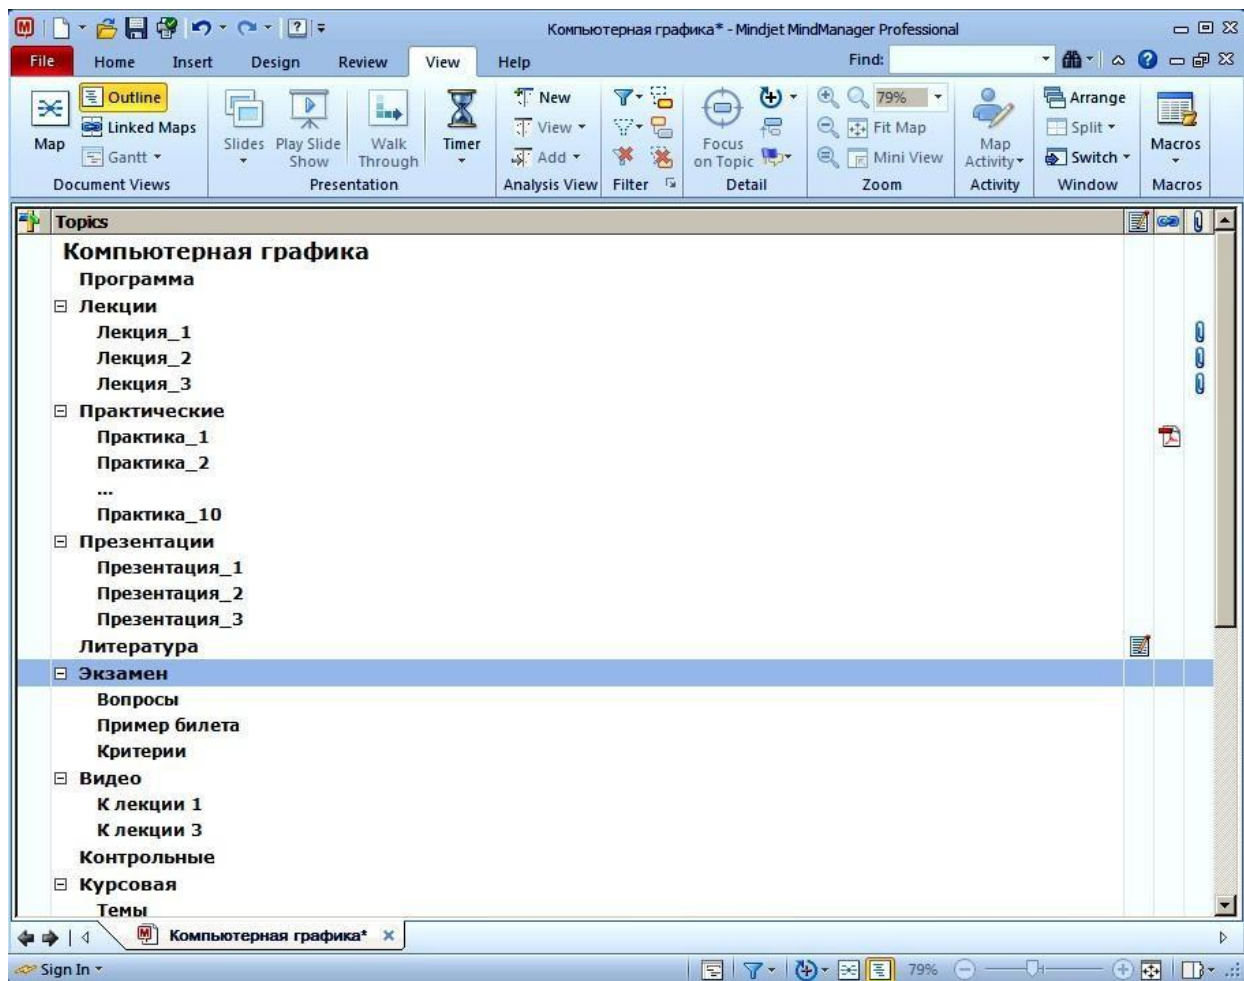 Компьютерная графика* - Mindjet MindManager Professional
File Home Insert Design Review View Help Find:
Outline New 79% Arrange
Linked Maps View Fit Map Split
Map Gantt Slides Play Slide Show Walk Through Timer Add Focus on Topic Mini View Map Activity Switch Macros
Document Views Presentation Analysis View Filter Detail Zoom Activity Window Macros
Topics
Компьютерная графика
Программа
Лекции
Лекция_1
Лекция_2
Лекция_3
Практические
Практика_1
Практика_2
...
Практика_10
Презентации
Презентация_1
Презентация_2
Презентация_3
Литература
Экзамен
Вопросы
Пример билета
Критерии
Видео
К лекции 1
К лекции 3
Контрольные
Курсовая
Темы
Компьютерная графика*
Sign In 79%